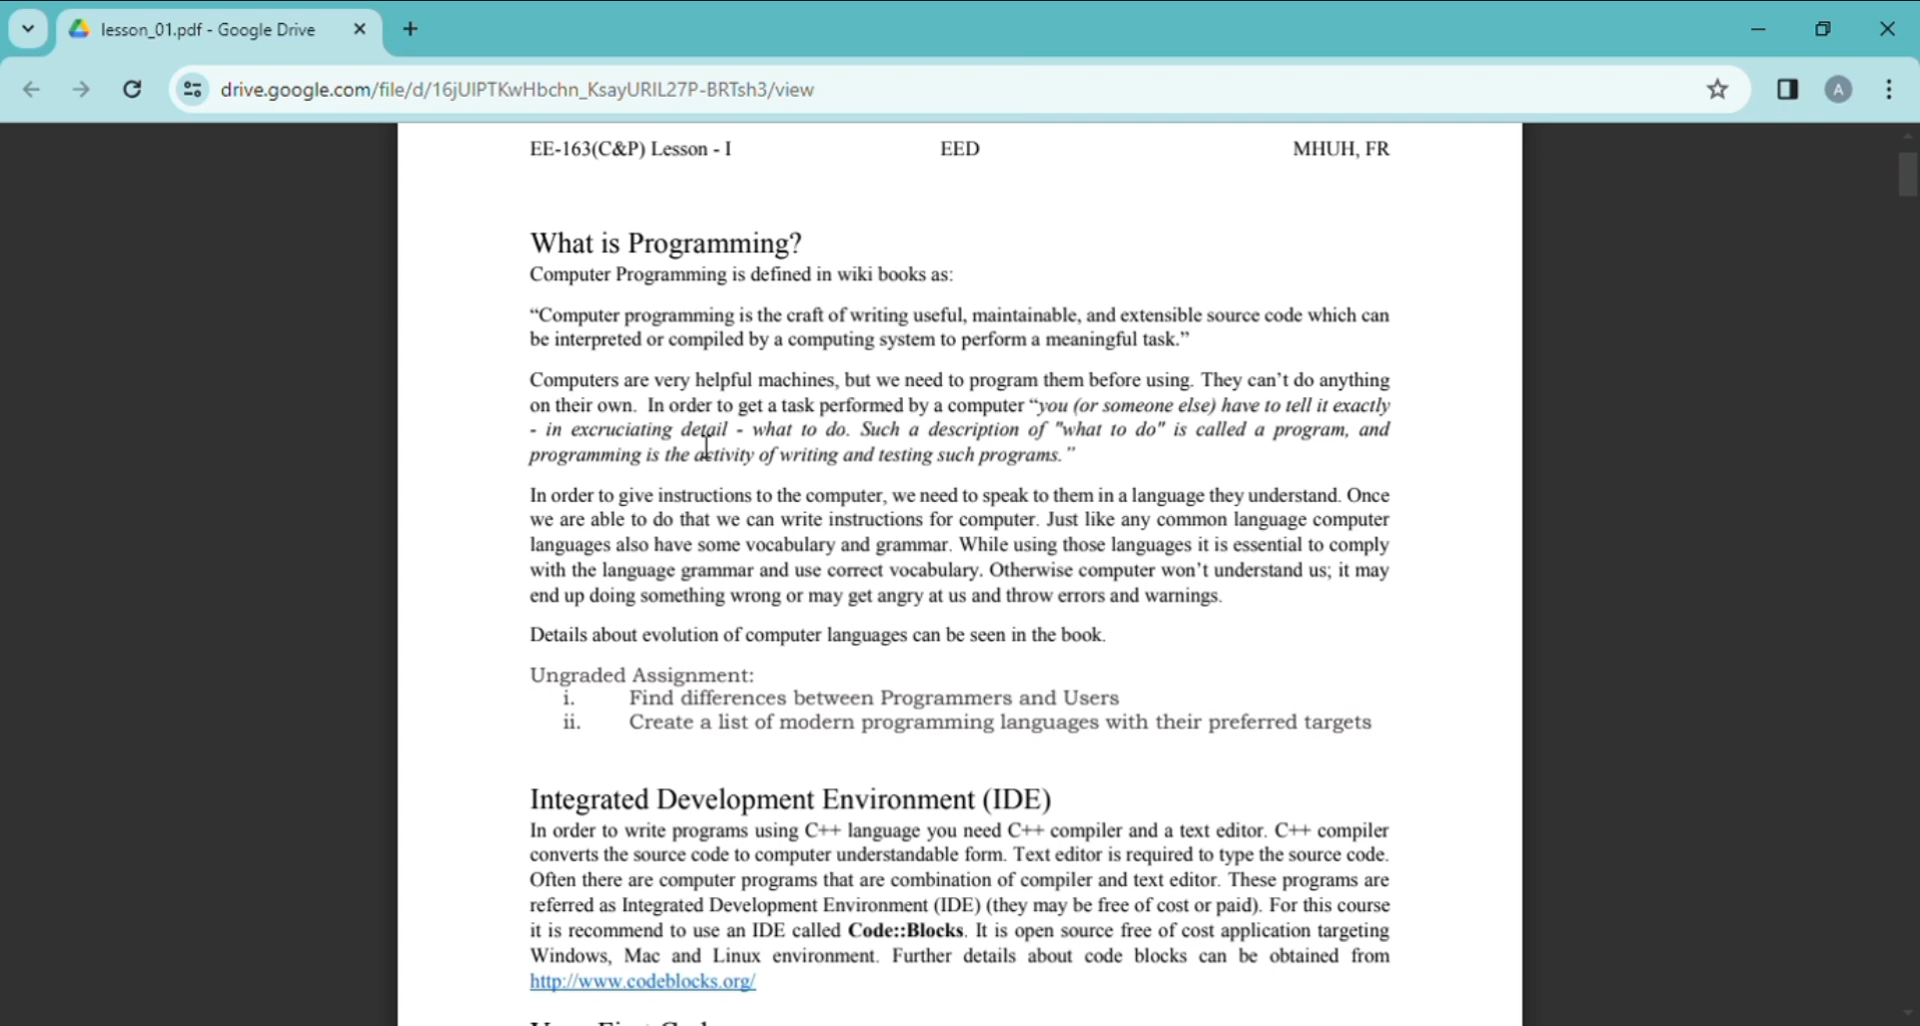 lesson_01.pdf - Google Drive
drive.google.com/file/d/16jUIPTKwHbchn_KsayURIL27P-BRTsh3/view
A
EE-163(C&P) Lesson - I EED MHUH, FR
What is Programming?
Computer Programming is defined in wiki books as:
“Computer programming is the craft of writing useful, maintainable, and extensible source code which can
be interpreted or compiled by a computing system to perform a meaningful task.”
Computers are very helpful machines, but we need to program them before using. They can’t do anything
on their own. In order to get a task performed by a computer “you (or someone else) have to tell it exactly
- in excruciating detail - what to do. Such a description of "what to do" is called a program, and
programming is the activity of writing and testing such programs.”
In order to give instructions to the computer, we need to speak to them in a language they understand. Once
we are able to do that we can write instructions for computer. Just like any common language computer
languages also have some vocabulary and grammar. While using those languages it is essential to comply
with the language grammar and use correct vocabulary. Otherwise computer won’t understand us; it may
end up doing something wrong or may get angry at us and throw errors and warnings.
Details about evolution of computer languages can be seen in the book.
Ungraded Assignment:
i. Find differences between Programmers and Users
ii. Create a list of modern programming languages with their preferred targets
Integrated Development Environment (IDE)
In order to write programs using C++ language you need C++ compiler and a text editor. C++ compiler
converts the source code to computer understandable form. Text editor is required to type the source code.
Often there are computer programs that are combination of compiler and text editor. These programs are
referred as Integrated Development Environment (IDE) (they may be free of cost or paid). For this course
it is recommend to use an IDE called Code::Blocks. It is open source free of cost application targeting
Windows, Mac and Linux environment. Further details about code blocks can be obtained from
http://www.codeblocks.org/